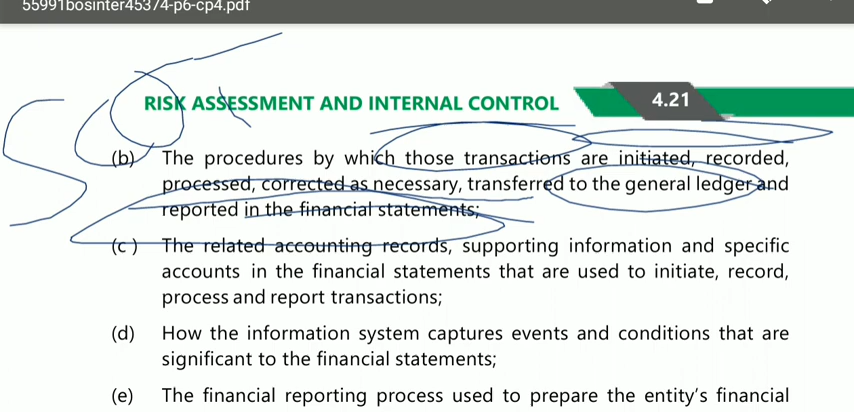 55991bosinter45374-p6-cp4.pdf
RISK ASSESSMENT AND INTERNAL CONTROL 4.21
(b) The procedures by which those transactions are initiated, recorded,
processed, corrected as necessary, transferred to the general ledger and
reported in the financial statements;
(c ) The related accounting records, supporting information and specific
accounts in the financial statements that are used to initiate, record,
process and report transactions;
(d) How the information system captures events and conditions that are
significant to the financial statements;
(e) The financial reporting process used to prepare the entity's financial